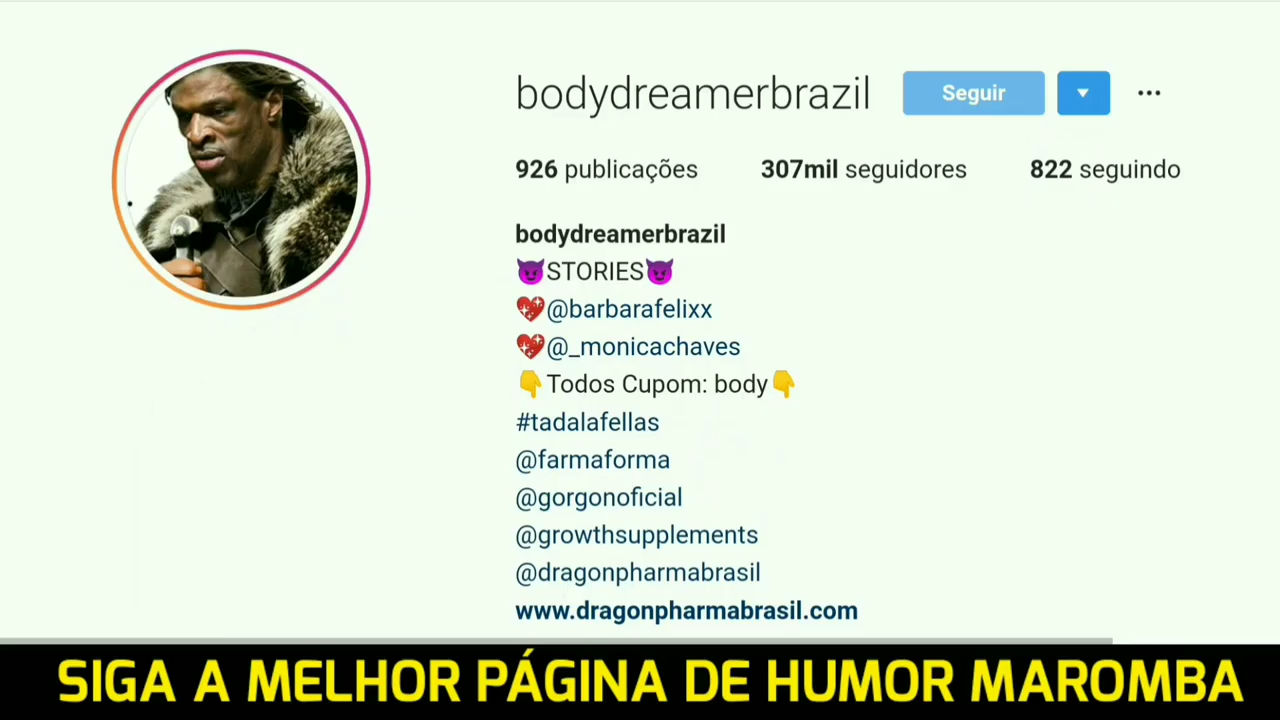 bodydreamerbrazil Seguir ...
926 publicações 307mil seguidores 822 seguindo
bodydreamerbrazil
😈STORIES😈
💖@barbarafelixx
💖@_monicachaves
👇Todos Cupom: body👇
#tadalafellas
@farmaforma
@gorgonoficial
@growthsupplements
@dragonpharmabrasil
www.dragonpharmabrasil.com
SIGA A MELHOR PÁGINA DE HUMOR MAROMBA